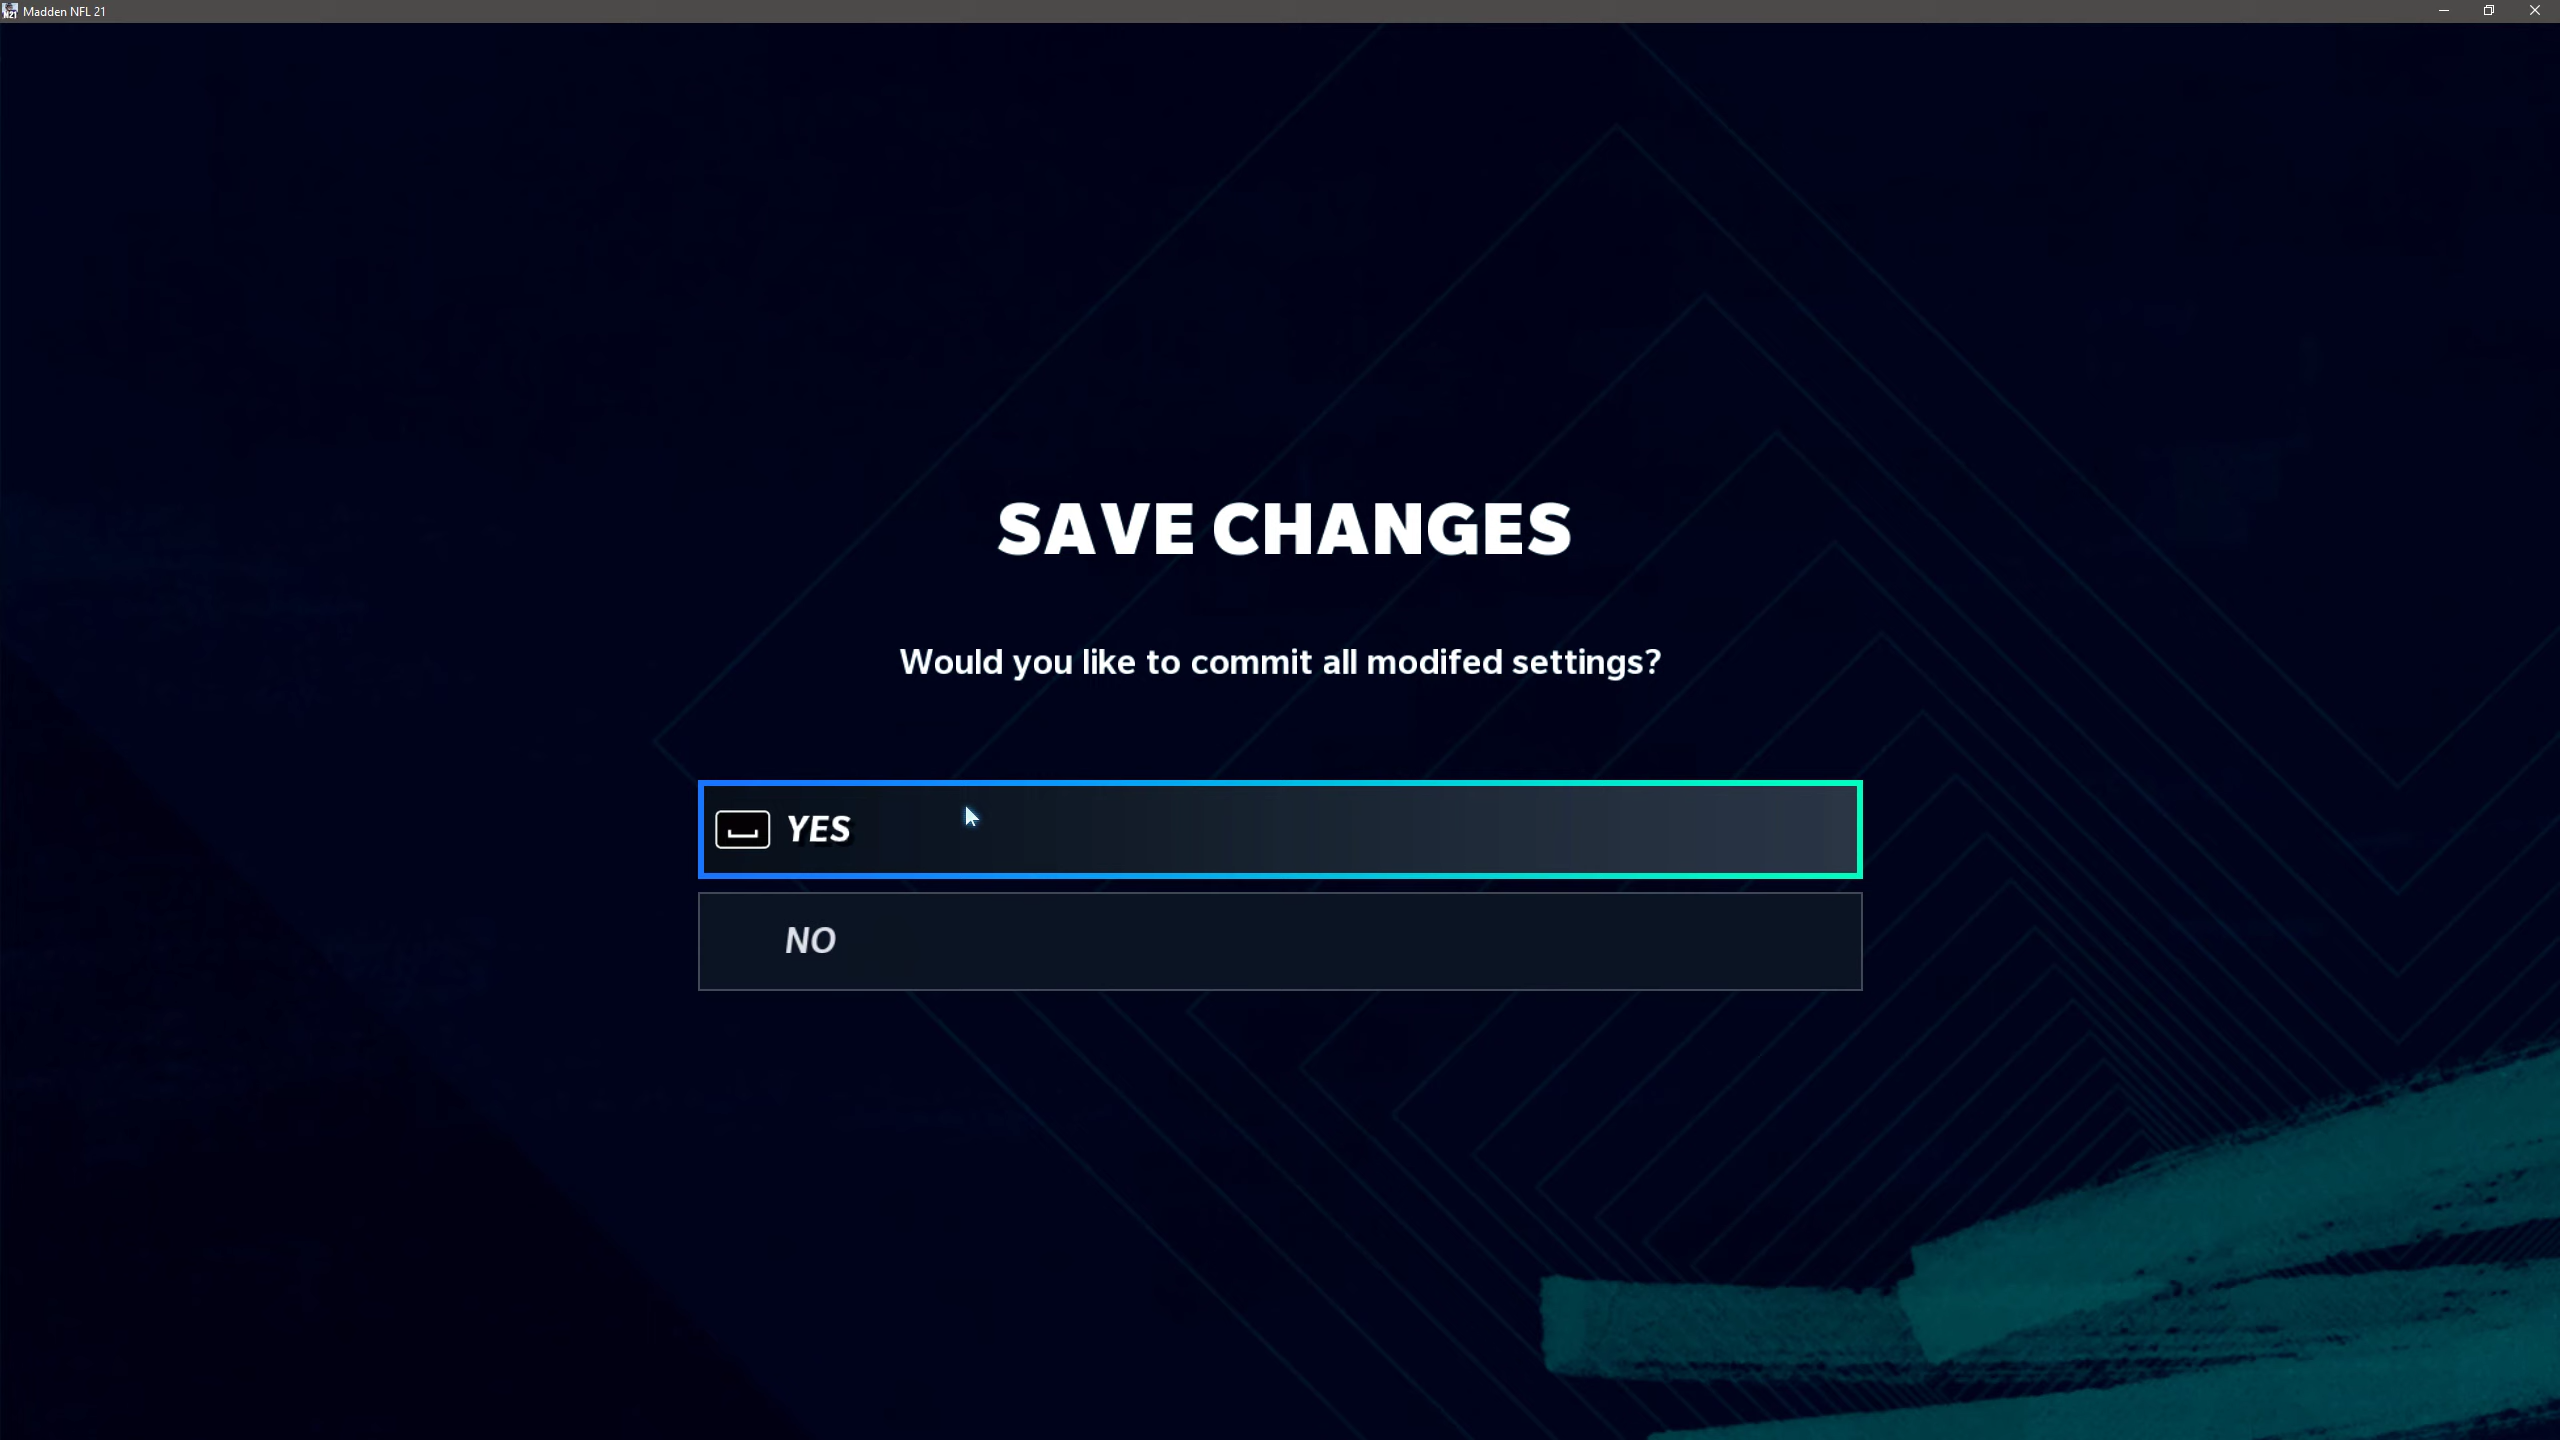 Madden NFL 21
SAVE CHANGES
Would you like to commit all modifed settings?
YES
NO